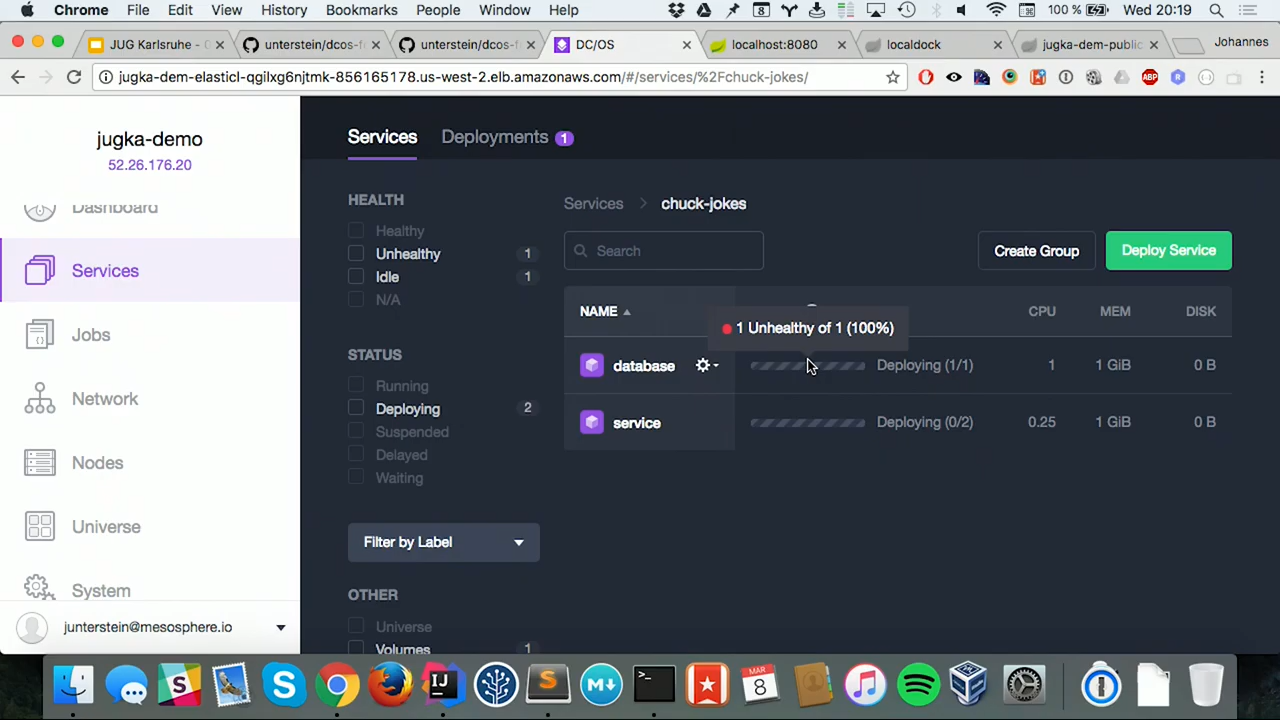 Chrome File Edit View History Bookmarks People Window Help 8 100 % Wed 20:19
JUG Karlsruhe - unterstein/dcos- unterstein/dcos- DC/OS localhost:8080 localdock jugka-dem-public Johannes
jugka-dem-elasticl-qgilxg6njtmk-856165178.us-west-2.elb.amazonaws.com/#/services/%2Fchuck-jokes/ ABP
jugka-demo
52.26.176.20
Dashboard
Services
Jobs
Network
Nodes
Universe
System
junterstein@mesosphere.io
Services Deployments 1
HEALTH
Healthy
Unhealthy 1
Idle 1
N/A
STATUS
Running
Deploying 2
Suspended
Delayed
Waiting
Filter by Label
OTHER
Universe
Volumes 1
Services > chuck-jokes
Search Create Group Deploy Service
NAME CPU MEM DISK
1 Unhealthy of 1 (100%)
database Deploying (1/1) 1 1 GiB 0 B
service Deploying (0/2) 0.25 1 GiB 0 B
MAR
8